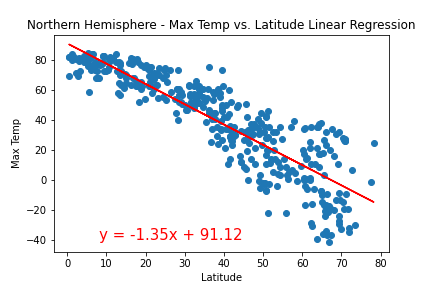 Northern Hemisphere - Max Temp vs. Latitude Linear Regression
80
60
40
20
0
−20
−40
Max Temp
y = -1.35x + 91.12
0 10 20 30 40 50 60 70 80
Latitude